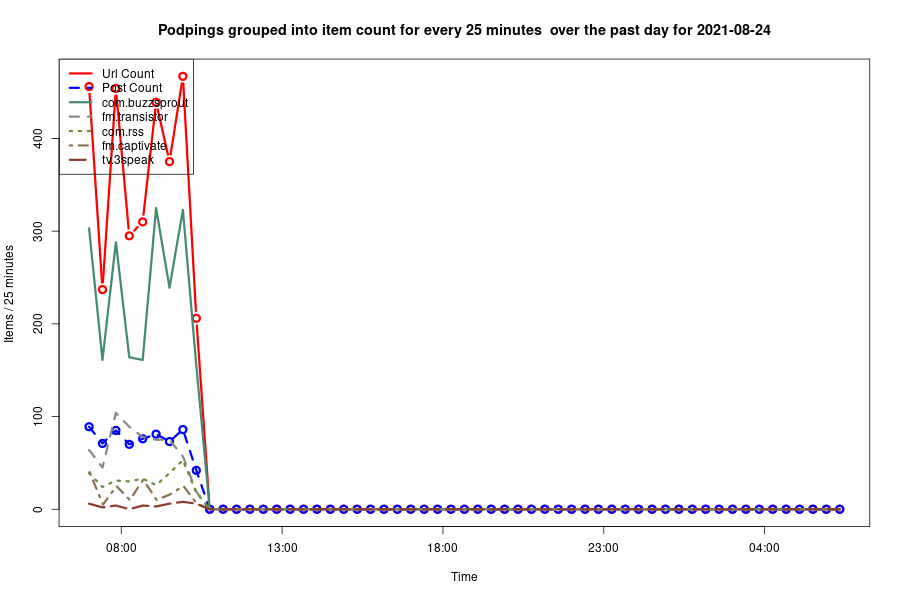 Podpings grouped into item count for every 25 minutes  over the past day for 2021-08-24
Url Count
Post Count
com.buzzsprout
fm.transistor
com.rss
fm.captivate
tv.3speak
Items / 25 minutes
400
300
200
100
0
08:00
13:00
18:00
23:00
04:00
Time